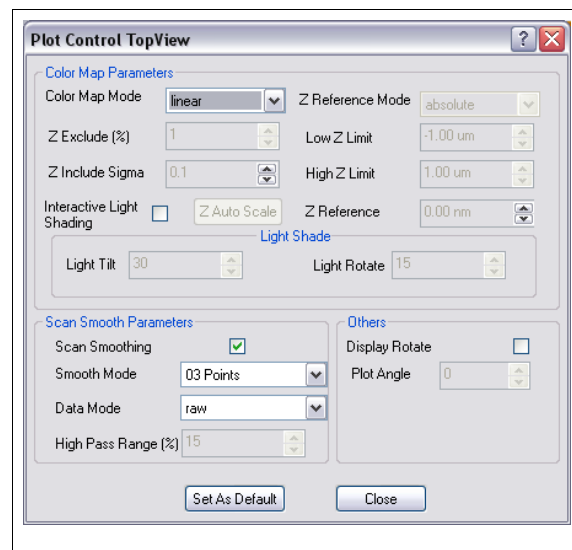 Plot Control TopView
?
Color Map Parameters
Color Map Mode linear Z Reference Mode absolute
Z Exclude (%) 1 Low Z Limit -1.00 um
Z Include Sigma 0.1 High Z Limit 1.00 um
Interactive Light
Shading Z Auto Scale Z Reference 0.00 nm
Light Shade
Light Tilt 30 Light Rotate 15
Scan Smooth Parameters Others
Scan Smoothing Display Rotate
Smooth Mode 03 Points Plot Angle 0
Data Mode raw
High Pass Range (%) 15
Set As Default Close